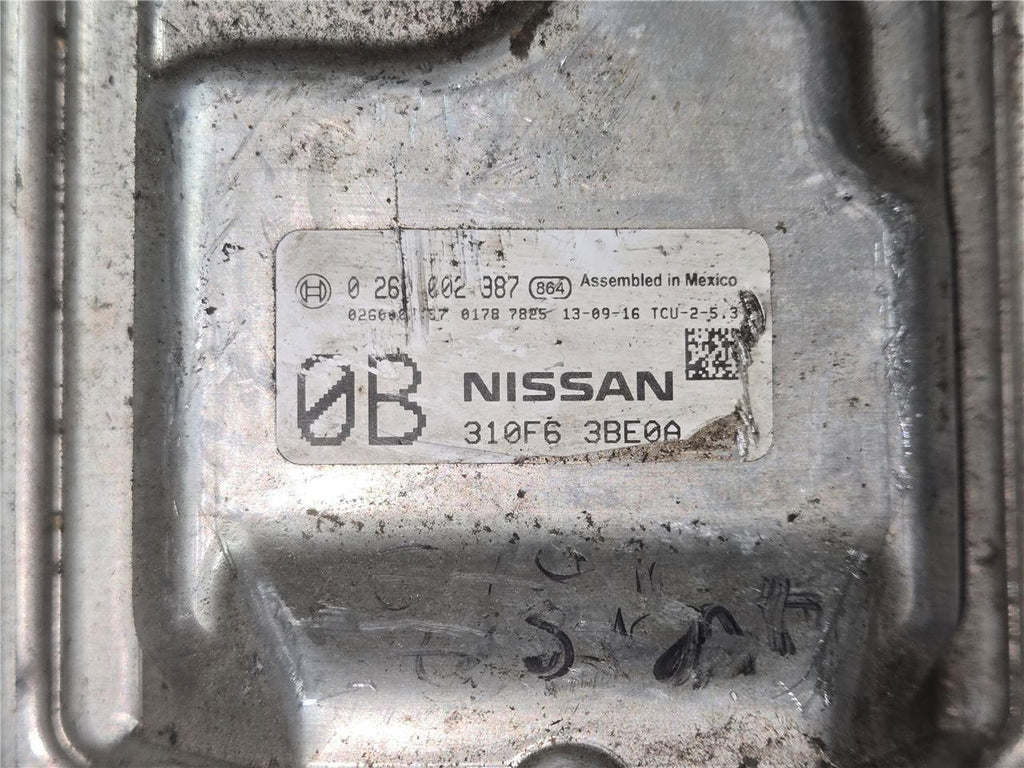 0 260 002 387 864 Assembled in Mexico
0178 7825 13-09-16 TCU-2-5.3
0B NISSAN
310F6 3BE0A